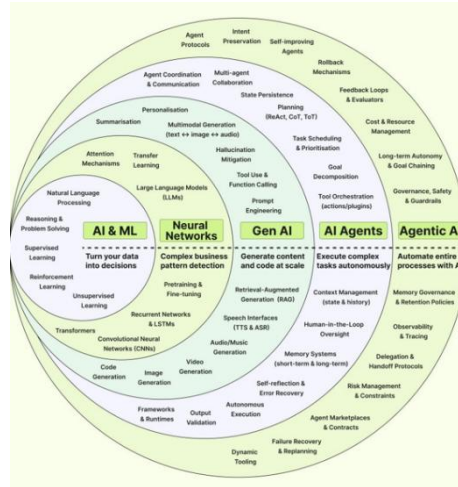 Agent
Protocols
Intent
Preservation
Self-improving
Agents
Rollback
Mechanisms
Feedback Loops
& Evaluators
Cost & Resource
Management
Long-term Autonomy
& Goal Chaining
Governance, Safety
& Guardrails
Agent Coordination
& Communication
Multi-agent
Collaboration
State Persistence
Planning
(ReAct, CoT, ToT)
Task Scheduling
& Prioritisation
Goal
Decomposition
Tool Orchestration
(actions/plugins)
Personalisation
Summarisation
Multimodal Generation
(text ↔ image ↔ audio)
Hallucination
Mitigation
Tool Use &
Function Calling
Prompt
Engineering
Attention
Mechanisms
Transfer
Learning
Large Language Models
(LLMs)
Natural Language
Processing
Reasoning &
Problem Solving
AI & ML
Neural
Networks
Gen AI
AI Agents
Agentic A
Supervised
Learning
Turn your data
into decisions
Complex business
pattern detection
Generate content
and code at scale
Execute complex
tasks autonomously
Automate entire
processes with A
Reinforcement
Learning
Unsupervised
Learning
Pretraining &
Fine-tuning
Recurrent Networks
& LSTMs
Transformers
Convolutional Neural
Networks (CNNs)
Retrieval-Augmented
Generation (RAG)
Speech Interfaces
(TTS & ASR)
Audio/Music
Generation
Video
Generation
Image
Generation
Code
Generation
Context Management
(state & history)
Human-in-the-Loop
Oversight
Memory Systems
(short-term & long-term)
Self-reflection &
Error Recovery
Autonomous
Execution
Output
Validation
Frameworks
& Runtimes
Memory Governance
& Retention Policies
Observability
& Tracing
Delegation &
Handoff Protocols
Risk Management
& Constraints
Agent Marketplaces
& Contracts
Failure Recovery
& Replanning
Dynamic
Tooling